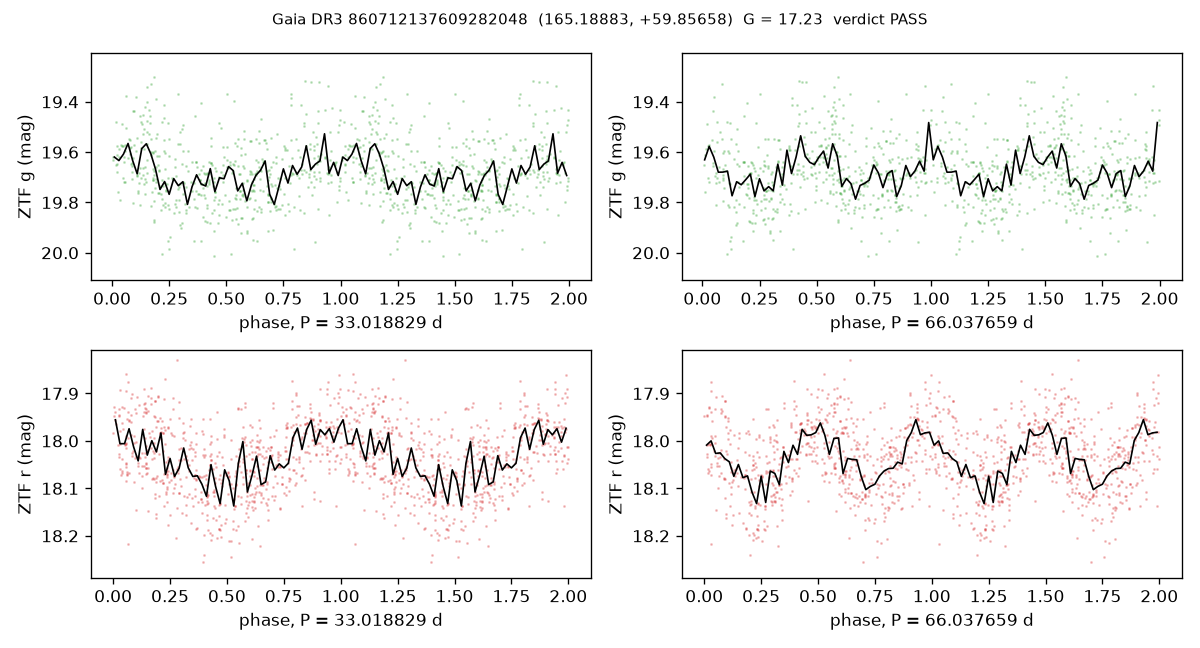 Gaia DR3 860712137609282048 (165.18883, +59.85658) G = 17.23 verdict PASS
ZTF g (mag)
19.4
19.6
19.8
20.0
0.00 0.25 0.50 0.75 1.00 1.25 1.50 1.75 2.00
phase, P = 33.018829 d
ZTF g (mag)
19.4
19.6
19.8
20.0
0.00 0.25 0.50 0.75 1.00 1.25 1.50 1.75 2.00
phase, P = 66.037659 d
ZTF r (mag)
17.9
18.0
18.1
18.2
0.00 0.25 0.50 0.75 1.00 1.25 1.50 1.75 2.00
phase, P = 33.018829 d
ZTF r (mag)
17.9
18.0
18.1
18.2
0.00 0.25 0.50 0.75 1.00 1.25 1.50 1.75 2.00
phase, P = 66.037659 d